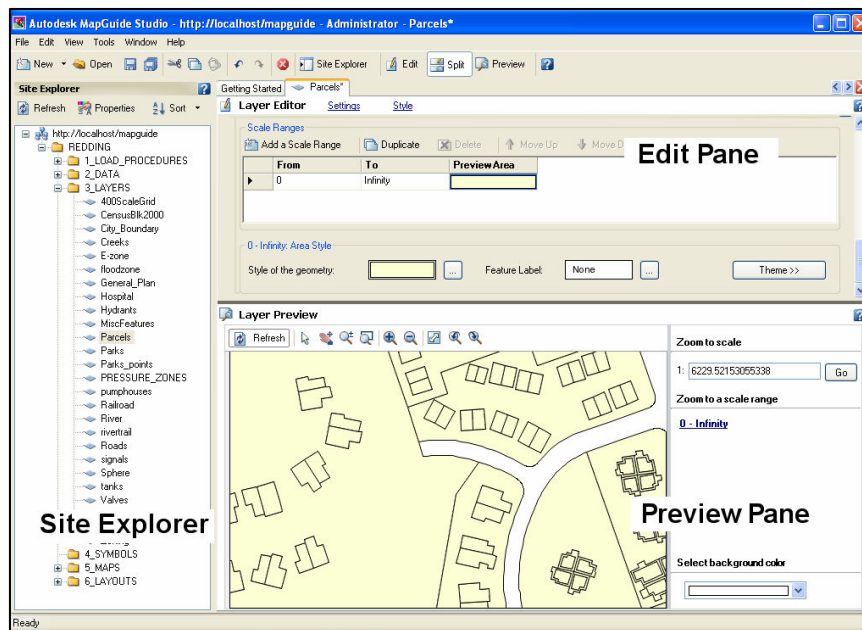 Autodesk MapGuide Studio - http://localhost/mapguide - Administrator - Parcels*
File Edit View Tools Window Help
New Open Site Explorer Edit Split Preview
Site Explorer
Refresh Properties Sort
http://localhost/mapguide
REDDING
1_LOAD_PROCEDURES
2_DATA
3_LAYERS
400ScaleGrid
CensusBlk2000
City_Boundary
Creeks
E-zone
floodzone
General_Plan
Hospital
Hydrants
MiscFeatures
Parcels
Parks
Parks_points
PRESSURE_ZONES
pumphouses
Railroad
River
rivertrail
Roads
signals
Sphere
tanks
Valves
Site Explorer
4_SYMBOLS
5_MAPS
6_LAYOUTS
Getting Started Parcels*
Layer Editor Settings Style
Scale Ranges
Add a Scale Range Duplicate Delete Move Up Move D
Edit Pane
From To Preview Area
0 Infinity
0 - Infinity: Area Style
Style of the geometry: ... Feature Label: None ... Theme >>
Layer Preview
Refresh
Zoom to scale
1: 6229.52153055338 Go
Zoom to a scale range
0 - Infinity
Preview Pane
Select background color
Ready